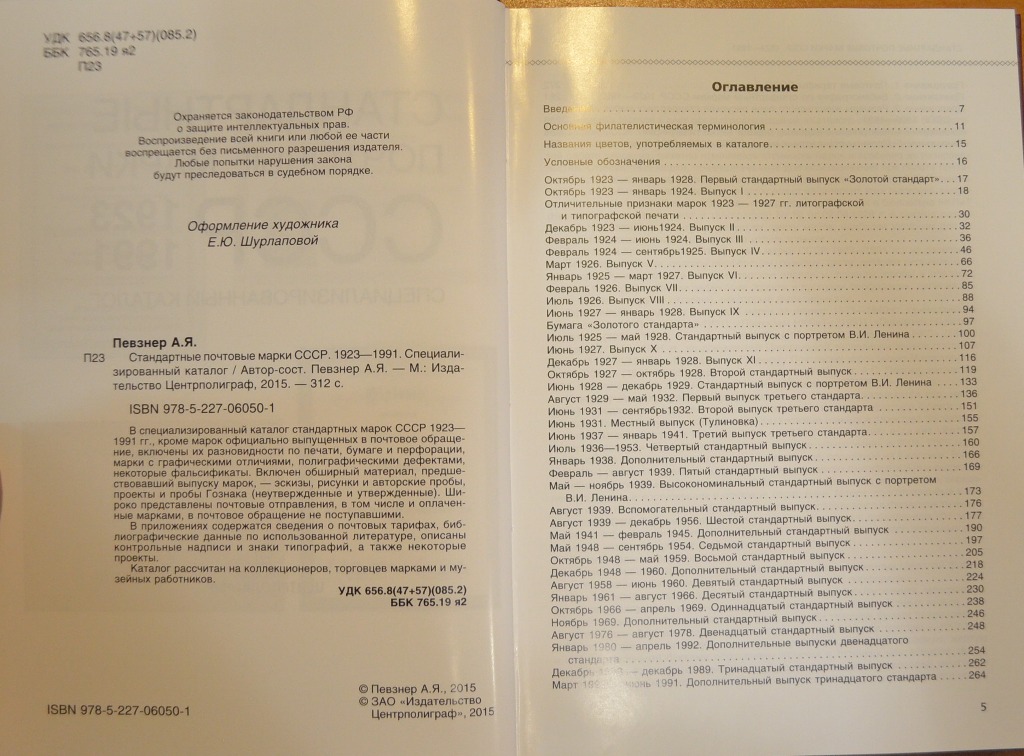 УДК 656.8(47+57)(085.2)
ББК 765.19 я2
П23
Охраняется законодательством РФ
о защите интеллектуальных прав.
Воспроизведение всей книги или любой ее части
воспрещается без письменного разрешения издателя.
Любые попытки нарушения закона
будут преследоваться в судебном порядке.
Оформление художника
Е.Ю. Шурлаповой
Певзнер А.Я.
П23 Стандартные почтовые марки СССР. 1923—1991. Специали-
зированный каталог / Автор-сост. Певзнер А.Я. — М.: Изда-
тельство Центрполиграф, 2015. — 312 с.
ISBN 978-5-227-06050-1
В специализированный каталог стандартных марок СССР 1923—
1991 гг., кроме марок официально выпущенных в почтовое обраще-
ние, включены их разновидности по печати, бумаге и перфорации,
марки с графическими отличиями, полиграфическими дефектами,
некоторые фальсификаты. Включен обширный материал, предше-
ствовавший выпуску марок, — эскизы, рисунки и авторские пробы,
проекты и пробы Гознака (неутвержденные и утвержденные). Ши-
роко представлены почтовые отправления, в том числе и оплачен-
ные марками, в почтовое обращение не поступавшими.
В приложениях содержатся сведения о почтовых тарифах, биб-
лиографические данные по использованной литературе, описаны
контрольные надписи и знаки типографий, а также некоторые
проекты.
Каталог рассчитан на коллекционеров, торговцев марками и му-
зейных работников.
УДК 656.8(47+57)(085.2)
ББК 765.19 я2
© Певзнер А.Я., 2015
© ЗАО «Издательство
Центрполиграф», 2015
ISBN 978-5-227-06050-1
Оглавление
Введение 7
Основная филателистическая терминология 11
Названия цветов, употребляемых в каталоге 15
Условные обозначения 16
Октябрь 1923 — январь 1928. Первый стандартный выпуск «Золотой стандарт» 17
Октябрь 1923 — январь 1924. Выпуск I 18
Отличительные признаки марок 1923 — 1927 гг. литографской
и типографской печати 30
Декабрь 1923 — июнь1924. Выпуск II 32
Февраль 1924 — июнь 1924. Выпуск III 36
Февраль 1924 — сентябрь1925. Выпуск IV 46
Март 1926. Выпуск V 66
Январь 1925 — март 1927. Выпуск VI 72
Февраль 1926. Выпуск VII 85
Июль 1926. Выпуск VIII 88
Июнь 1927 — январь 1928. Выпуск IX 94
Бумага «Золотого стандарта» 97
Июль 1925 — май 1928. Стандартный выпуск с портретом В.И. Ленина 100
Июнь 1927. Выпуск X 107
Декабрь 1927 — январь 1928. Выпуск XI 116
Октябрь 1927 — октябрь 1928. Второй стандартный выпуск 119
Июнь 1928 — декабрь 1929. Стандартный выпуск с портретом В.И. Ленина 133
Август 1929 — май 1932. Первый выпуск третьего стандарта 136
Июнь 1931 — сентябрь1932. Второй выпуск третьего стандарта 151
Июнь 1931. Местный выпуск (Тулиновка) 155
Июнь 1937 — январь 1941. Третий выпуск третьего стандарта 157
Июль 1936—1953. Четвертый стандартный выпуск 160
Январь 1938. Дополнительный стандартный выпуск 166
Февраль — август 1939. Пятый стандартный выпуск 169
Май — ноябрь 1939. Высокономинальный стандартный выпуск с портретом
В.И. Ленина 173
Август 1939. Вспомогательный стандартный выпуск 176
Август 1939 — декабрь 1956. Шестой стандартный выпуск 177
Май 1941 — февраль 1945. Дополнительный стандартный выпуск 190
Май 1948 — сентябрь 1954. Седьмой стандартный выпуск 197
Октябрь 1948 — май 1959. Восьмой стандартный выпуск 205
Декабрь 1948 — 1960. Дополнительный стандартный выпуск 218
Август 1958 — июнь 1960. Девятый стандартный выпуск 224
Январь 1961 — август 1966. Десятый стандартный выпуск 230
Октябрь 1966 — апрель 1969. Одиннадцатый стандартный выпуск 238
Ноябрь 1969. Дополнительный стандартный выпуск 246
Август 1976 — август 1978. Двенадцатый стандартный выпуск 248
Январь 1980 — апрель 1992. Дополнительные выпуски двенадцатого
стандарта 254
Декабрь — декабрь 1989. Тринадцатый стандартный выпуск 262
Март — июнь 1991. Дополнительный выпуск тринадцатого стандарта 264
5